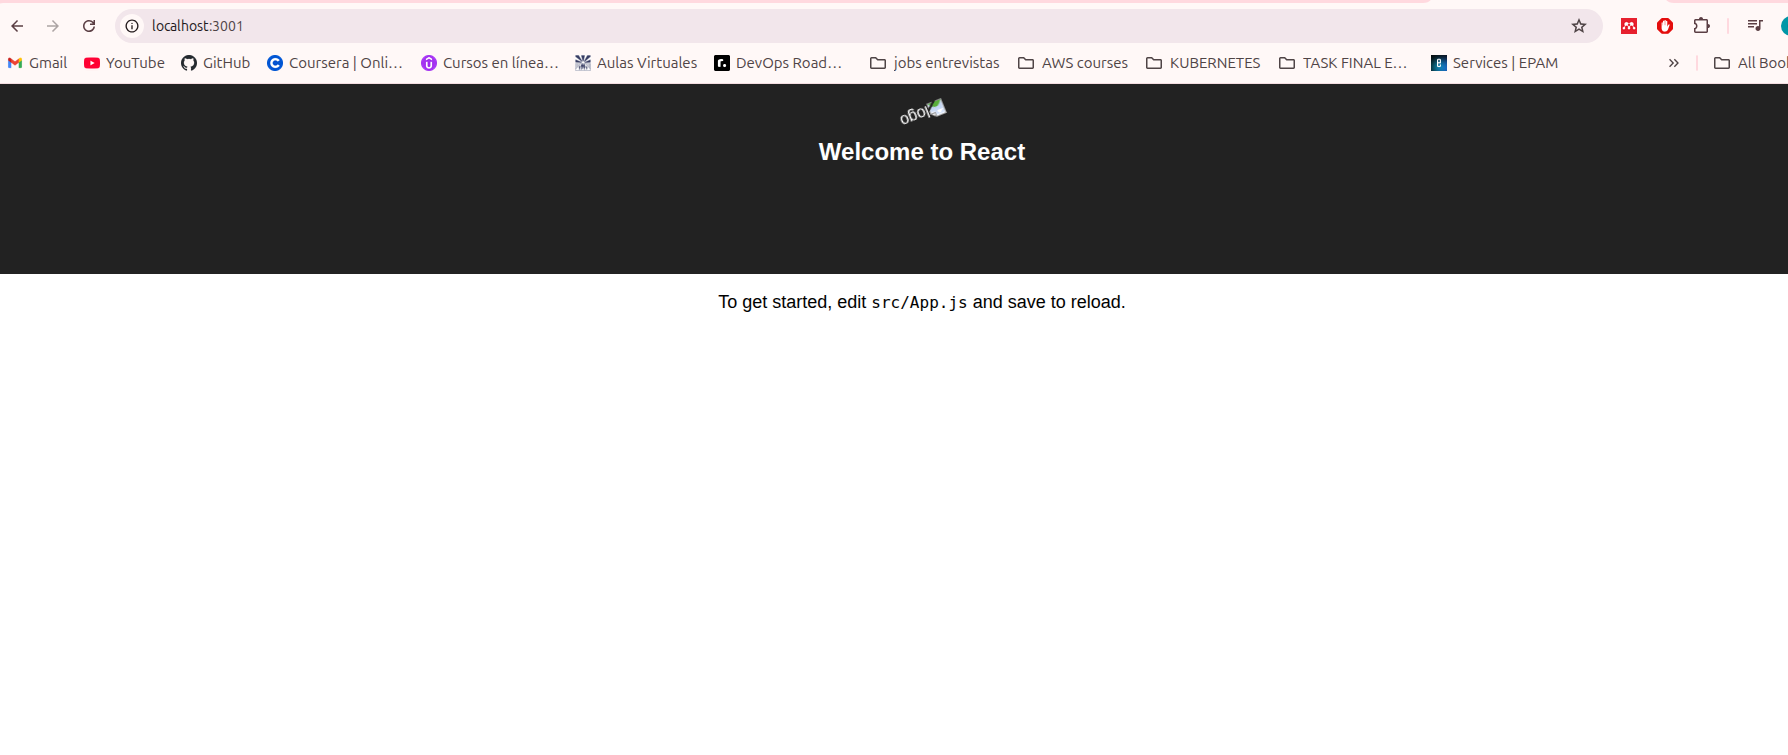 localhost:3001
Gmail YouTube GitHub Coursera | Onli... Cursos en línea... Aulas Virtuales DevOps Road... jobs entrevistas AWS courses KUBERNETES TASK FINAL E... Services | EPAM » All Bool
logo
Welcome to React
To get started, edit src/App.js and save to reload.